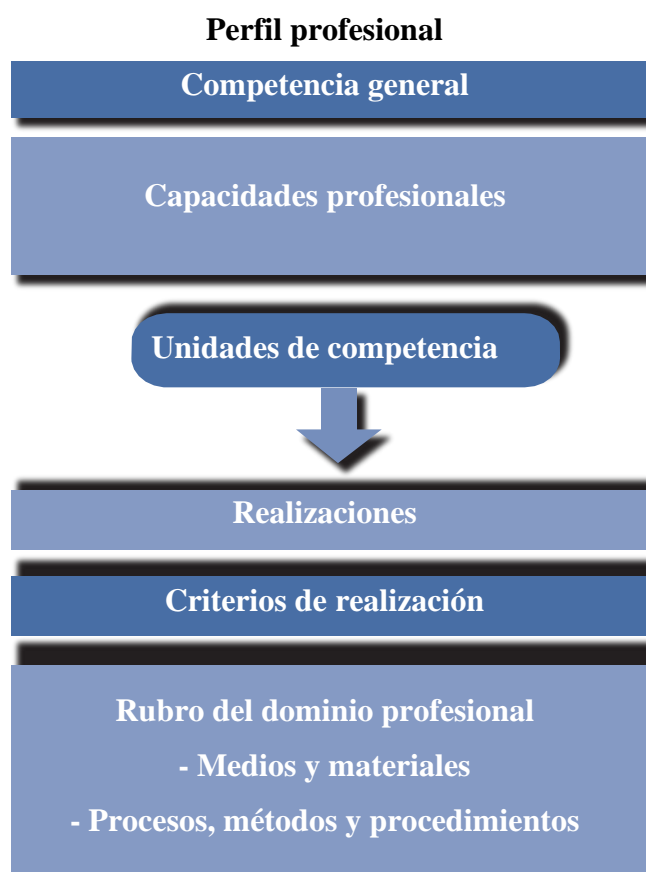 Perfil profesional
Competencia general
Capacidades profesionales
Unidades de competencia
Realizaciones
Criterios de realización
Rubro del dominio profesional
- Medios y materiales
- Procesos, métodos y procedimientos